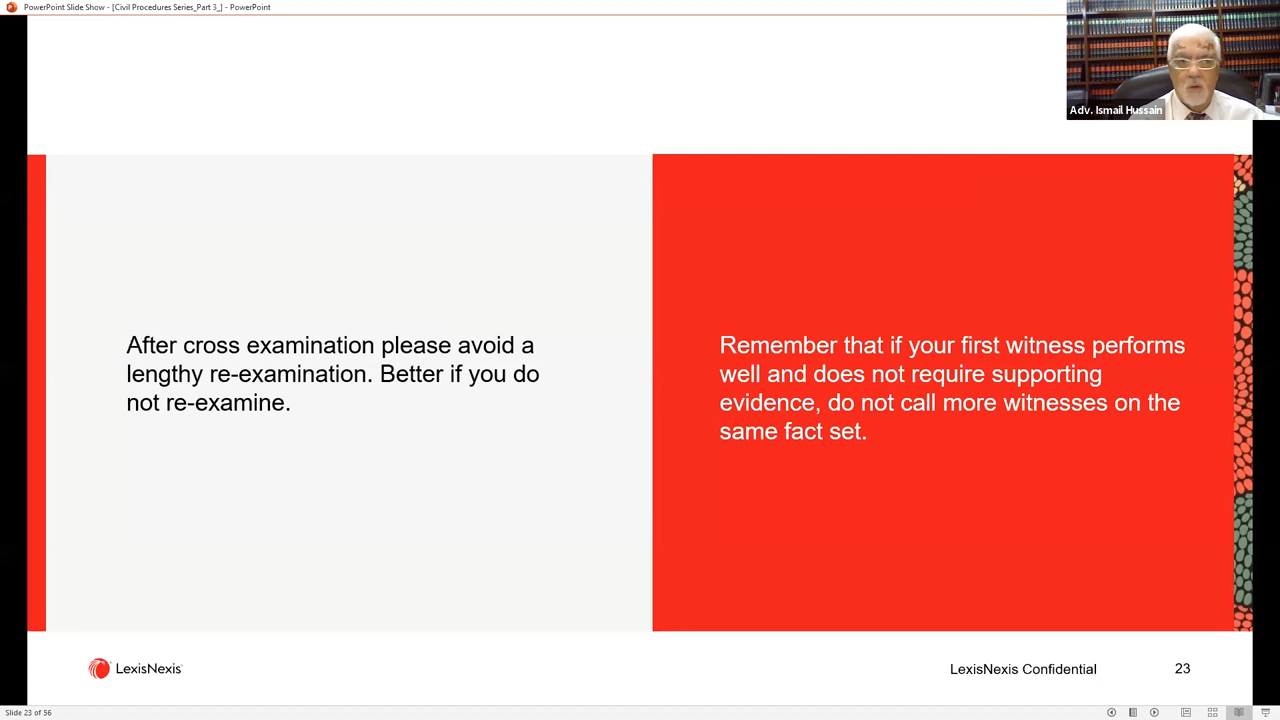 PowerPoint Slide Show - [Civil Procedures Series_Part 3_] - PowerPoint
Adv. Ismail Hussain
After cross examination please avoid a
lengthy re-examination. Better if you do
not re-examine.
Remember that if your first witness performs
well and does not require supporting
evidence, do not call more witnesses on the
same fact set.
LexisNexis
LexisNexis Confidential
23
Slide 23 of 56